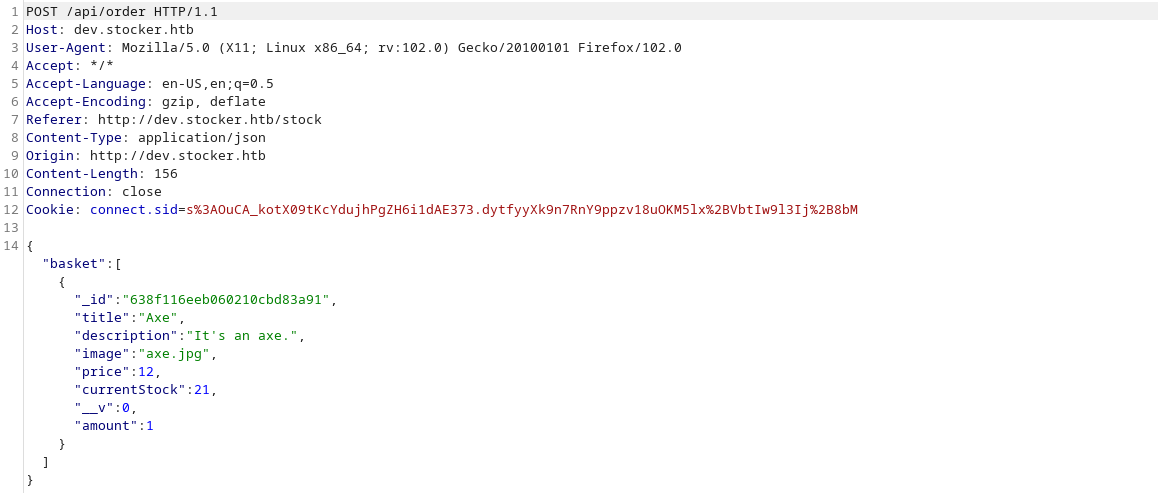 1 POST /api/order HTTP/1.1
2 Host: dev.stocker.htb
3 User-Agent: Mozilla/5.0 (X11; Linux x86_64; rv:102.0) Gecko/20100101 Firefox/102.0
4 Accept: */*
5 Accept-Language: en-US,en;q=0.5
6 Accept-Encoding: gzip, deflate
7 Referer: http://dev.stocker.htb/stock
8 Content-Type: application/json
9 Origin: http://dev.stocker.htb
10 Content-Length: 156
11 Connection: close
12 Cookie: connect.sid=s%3AOuCA_kotX09tKcYdujhPgZH6i1dAE373.dytfyyXk9n7RnY9ppzv18uOKM5lx%2BVbtIw9l3Ij%2B8bM
13
14 {
"basket":[
{
"_id":"638f116eeb060210cbd83a91",
"title":"Axe",
"description":"It's an axe.",
"image":"axe.jpg",
"price":12,
"currentStock":21,
"__v":0,
"amount":1
}
]
}